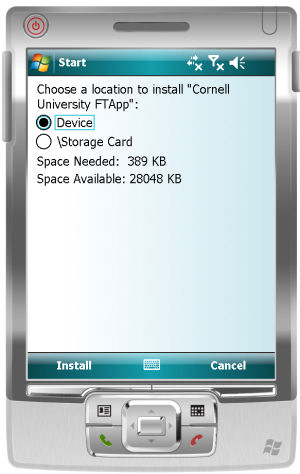 Start
Choose a location to install "Cornell
University FTApp":
Device
\Storage Card
Space Needed: 389 KB
Space Available: 28048 KB
Install Cancel